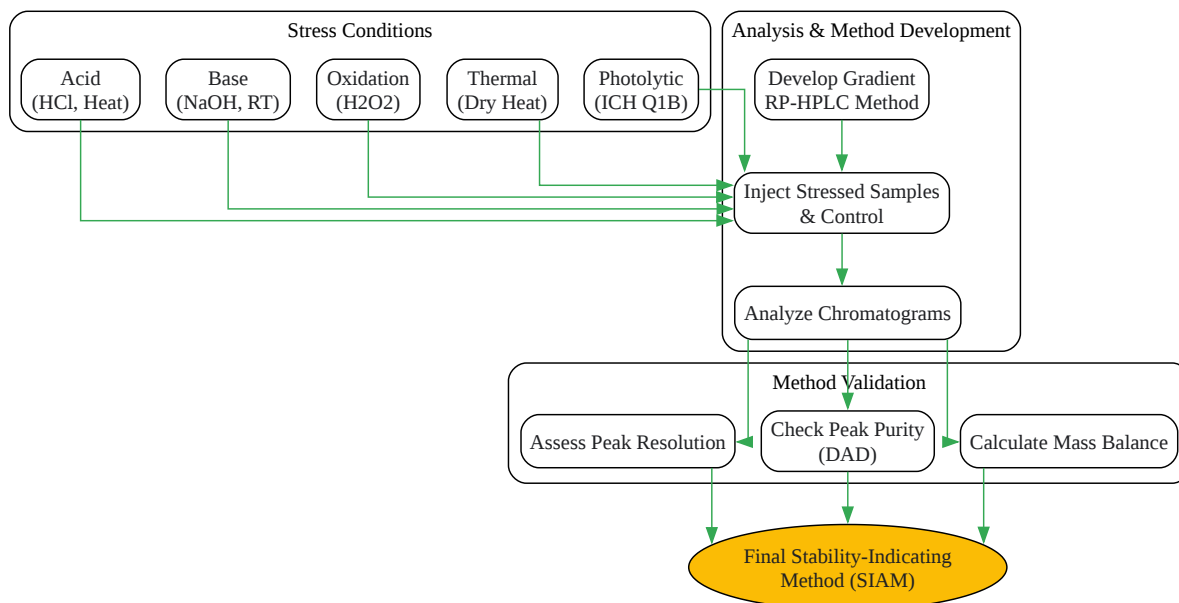 Stress Conditions
Acid
(HCl, Heat)
Base
(NaOH, RT)
Oxidation
(H2O2)
Thermal
(Dry Heat)
Photolytic
(ICH Q1B)
Analysis & Method Development
Develop Gradient
RP-HPLC Method
Inject Stressed Samples
& Control
Analyze Chromatograms
Method Validation
Assess Peak Resolution
Check Peak Purity
(DAD)
Calculate Mass Balance
Final Stability-Indicating
Method (SIAM)